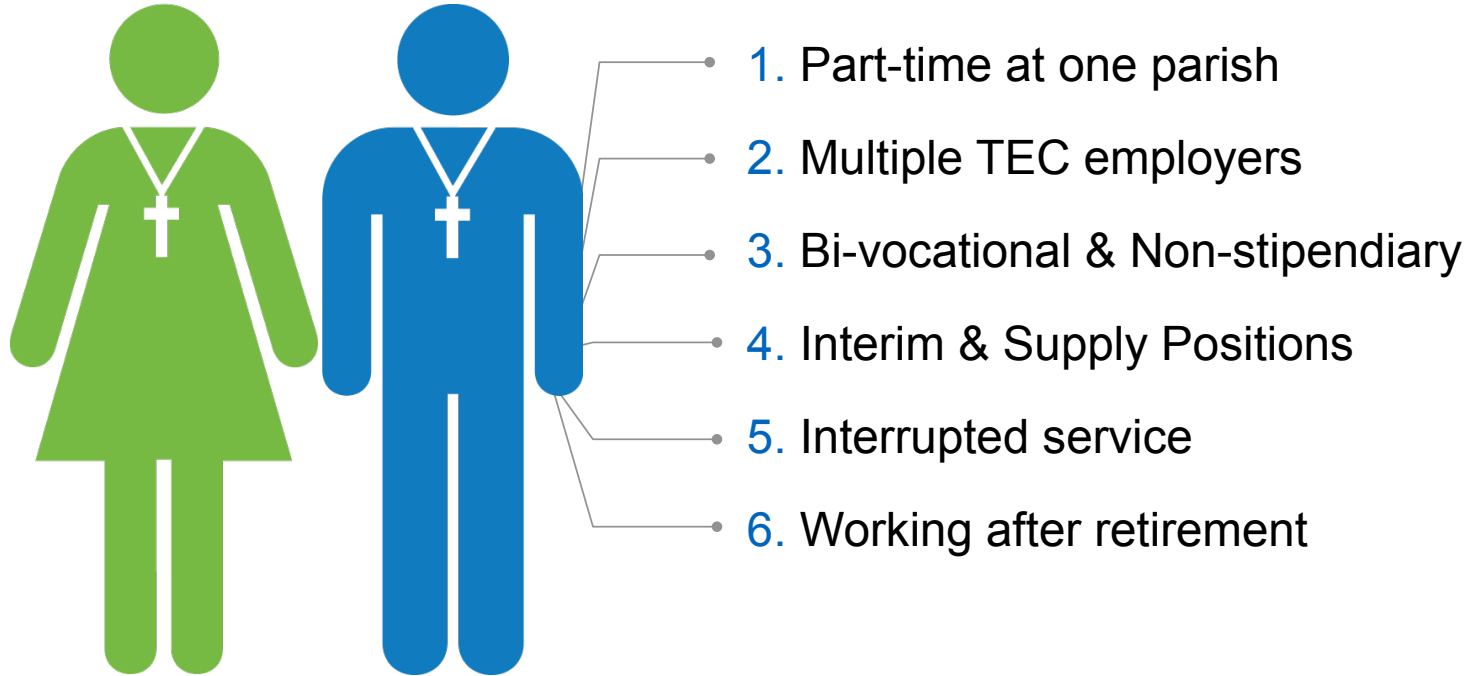 1. Part-time at one parish
2. Multiple TEC employers
3. Bi-vocational & Non-stipendiary
4. Interim & Supply Positions
5. Interrupted service
6. Working after retirement